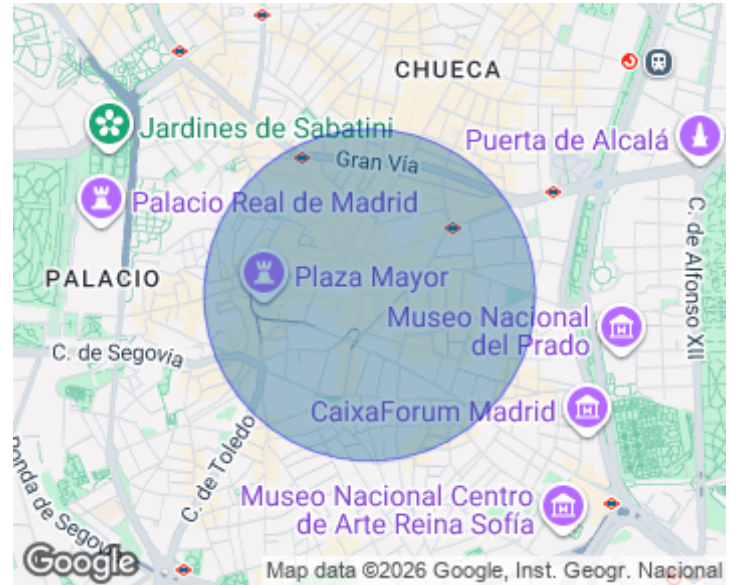 CHUECA
Jardines de Sabatini
Puerta de Alcalá
Gran Vía
Palacio Real de Madrid
C. de Alfonso XII
PALACIO
Plaza Mayor
Museo Nacional
del Prado
C. de Segovia
CaixaForum Madrid
C. de Toledo
Ronda de Segovia
Museo Nacional Centro
de Arte Reina Sofía
Google
Map data ©2026 Google, Inst. Geogr. Nacional